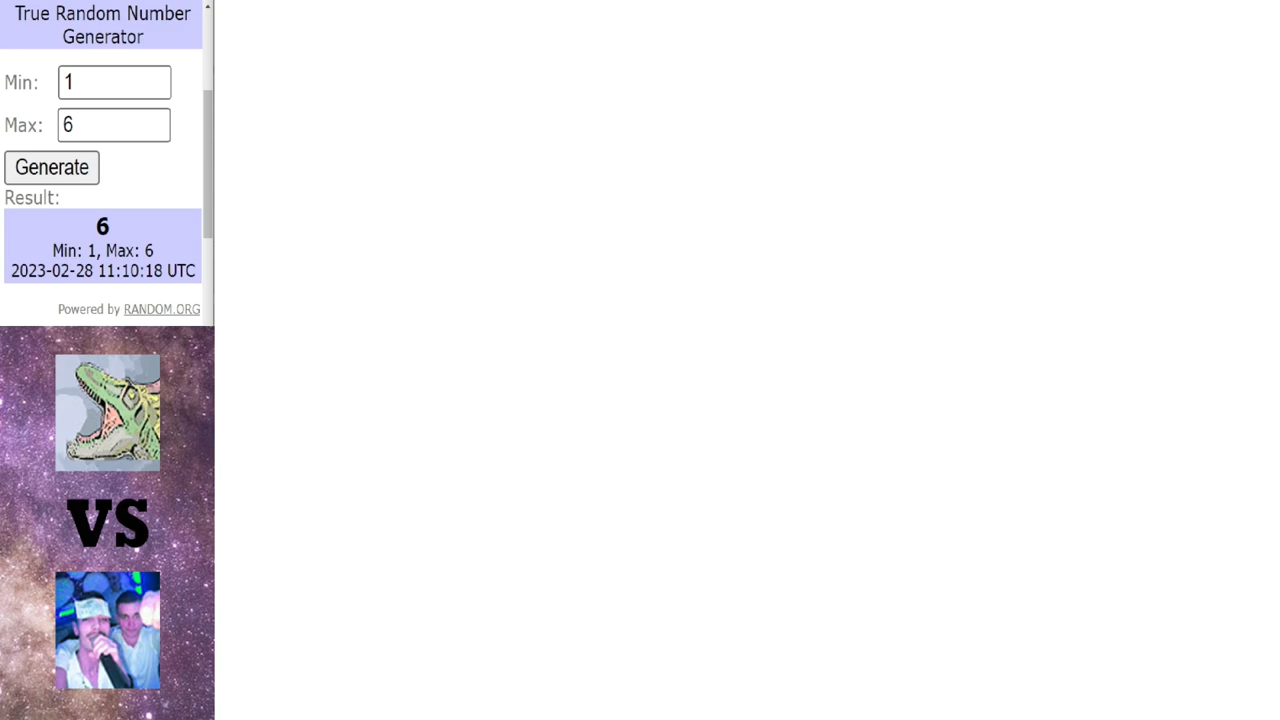 True Random Number
Generator
Min: 1
Max: 6
Generate
Result:
6
Min: 1, Max: 6
2023-02-28 11:10:18 UTC
Powered by RANDOM.ORG
VS